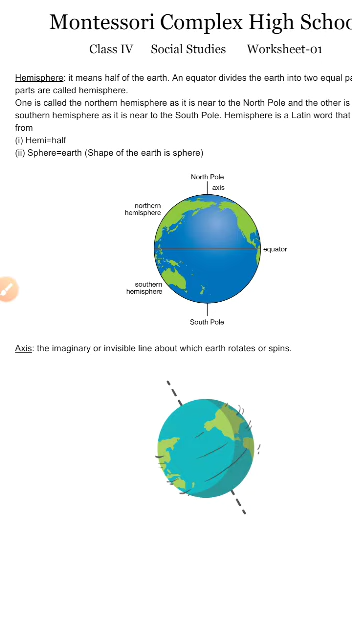 Montessori Complex High Schoo
Class IV Social Studies Worksheet-01
Hemisphere: it means half of the earth. An equator divides the earth into two equal pa
parts are called hemisphere.
One is called the northern hemisphere as it is near to the North Pole and the other is
southern hemisphere as it is near to the South Pole. Hemisphere is a Latin word that
from
(i) Hemi=half
(ii) Sphere=earth (Shape of the earth is sphere)
North Pole
axis
northern
hemisphere
equator
southern
hemisphere
South Pole
Axis: the imaginary or invisible line about which earth rotates or spins.